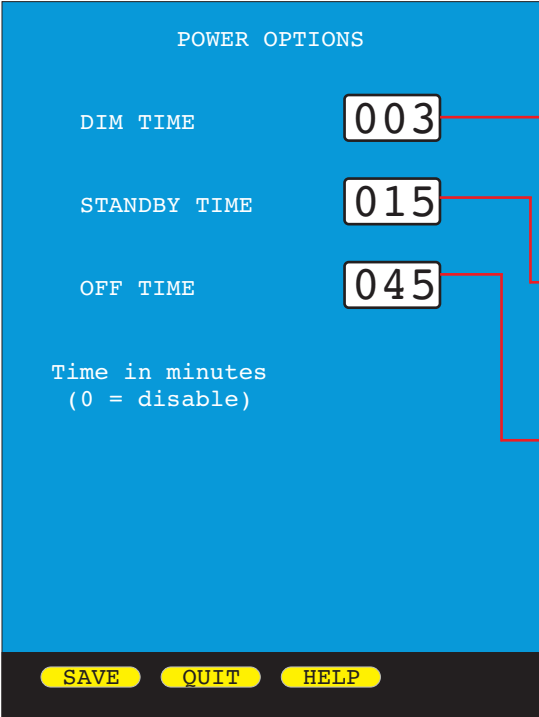 POWER OPTIONS
DIM TIME 003
STANDBY TIME 015
OFF TIME 045
Time in minutes
(0 = disable)
SAVE QUIT HELP